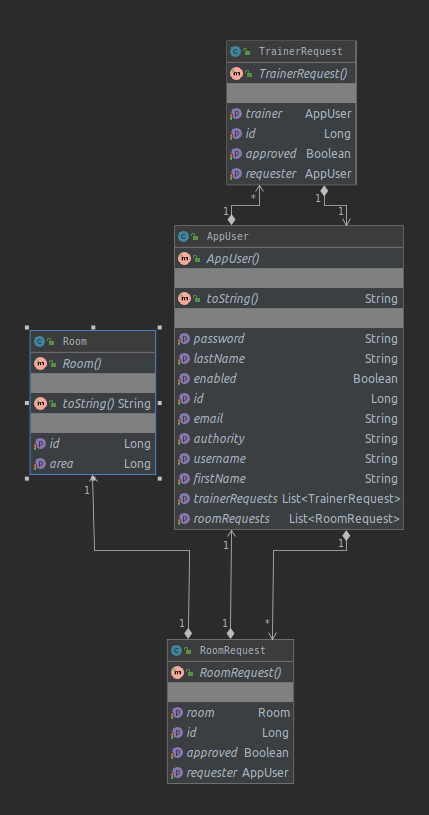 TrainerRequest
TrainerRequest()
trainer AppUser
id Long
approved Boolean
requester AppUser
* 1
1 1
AppUser
AppUser()
toString() String
password String
lastName String
enabled Boolean
id Long
email String
authority String
username String
firstName String
trainerRequests List<TrainerRequest>
roomRequests List<RoomRequest>
Room
Room()
toString() String
id Long
area Long
1 1 1
1 1 *
RoomRequest
RoomRequest()
room Room
id Long
approved Boolean
requester AppUser